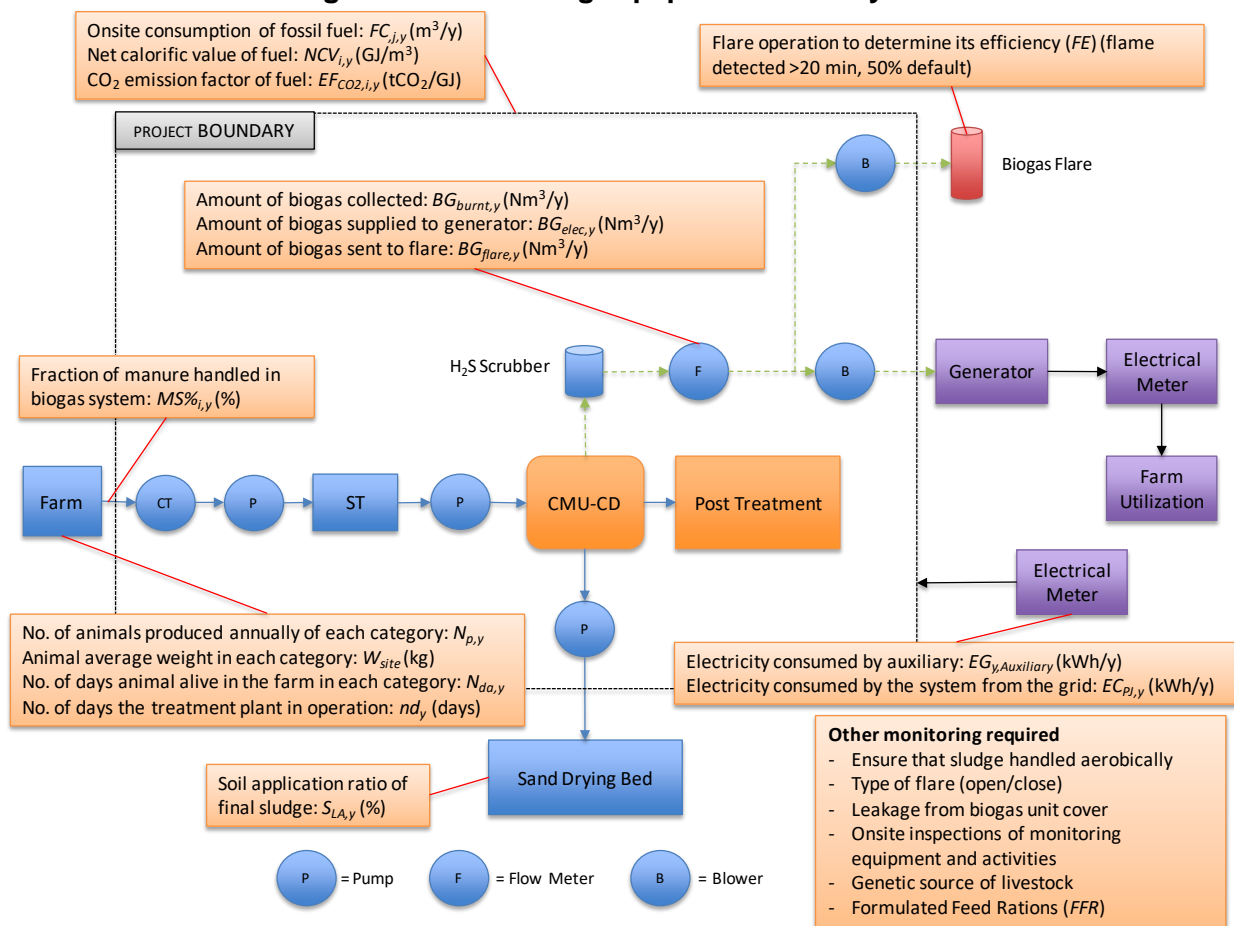 Onsite consumption of fossil fuel: FC,j,y (m³/y)
Net calorific value of fuel: NCVi,y (GJ/m³)
CO2 emission factor of fuel: EFCO2,i,y (tCO2/GJ)
Flare operation to determine its efficiency (FE) (flame
detected >20 min, 50% default)
PROJECT BOUNDARY
B
Biogas Flare
Amount of biogas collected: BGburnt,y (Nm³/y)
Amount of biogas supplied to generator: BGelec,y (Nm³/y)
Amount of biogas sent to flare: BGflare,y (Nm³/y)
H2S Scrubber
F
B
Generator
Electrical
Meter
Fraction of manure handled in
biogas system: MS%i,y (%)
Farm
CT
P
ST
P
CMU-CD
Post Treatment
Farm
Utilization
Electrical
Meter
P
No. of animals produced annually of each category: Np,y
Animal average weight in each category: Wsite (kg)
No. of days animal alive in the farm in each category: Nda,y
No. of days the treatment plant in operation: ndy (days)
Electricity consumed by auxiliary: EGy,Auxiliary (kWh/y)
Electricity consumed by the system from the grid: ECPJ,y (kWh/y)
Soil application ratio of
final sludge: SLA,y (%)
Sand Drying Bed
Other monitoring required
- Ensure that sludge handled aerobically
- Type of flare (open/close)
- Leakage from biogas unit cover
- Onsite inspections of monitoring
equipment and activities
- Genetic source of livestock
- Formulated Feed Rations (FFR)
P = Pump
F = Flow Meter
B = Blower